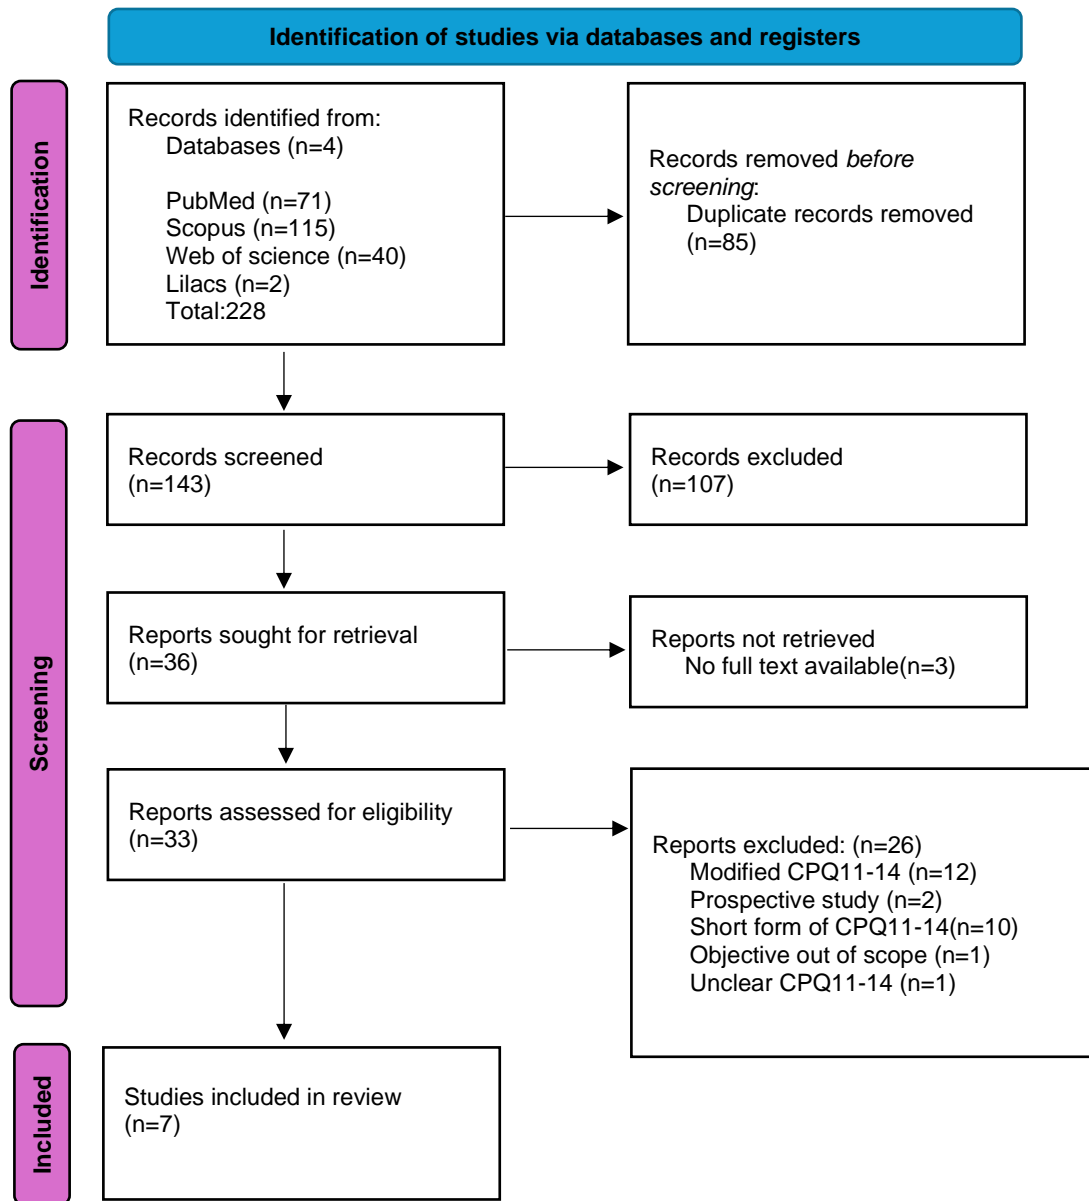 Identification of studies via databases and registers
Identification
Records identified from:
Databases (n=4)
PubMed (n=71)
Scopus (n=115)
Web of science (n=40)
Lilacs (n=2)
Total:228
Records removed before
screening:
Duplicate records removed
(n=85)
Screening
Records screened
(n=143)
Records excluded
(n=107)
Reports sought for retrieval
(n=36)
Reports not retrieved
No full text available(n=3)
Reports assessed for eligibility
(n=33)
Reports excluded: (n=26)
Modified CPQ11-14 (n=12)
Prospective study (n=2)
Short form of CPQ11-14(n=10)
Objective out of scope (n=1)
Unclear CPQ11-14 (n=1)
Included
Studies included in review
(n=7)